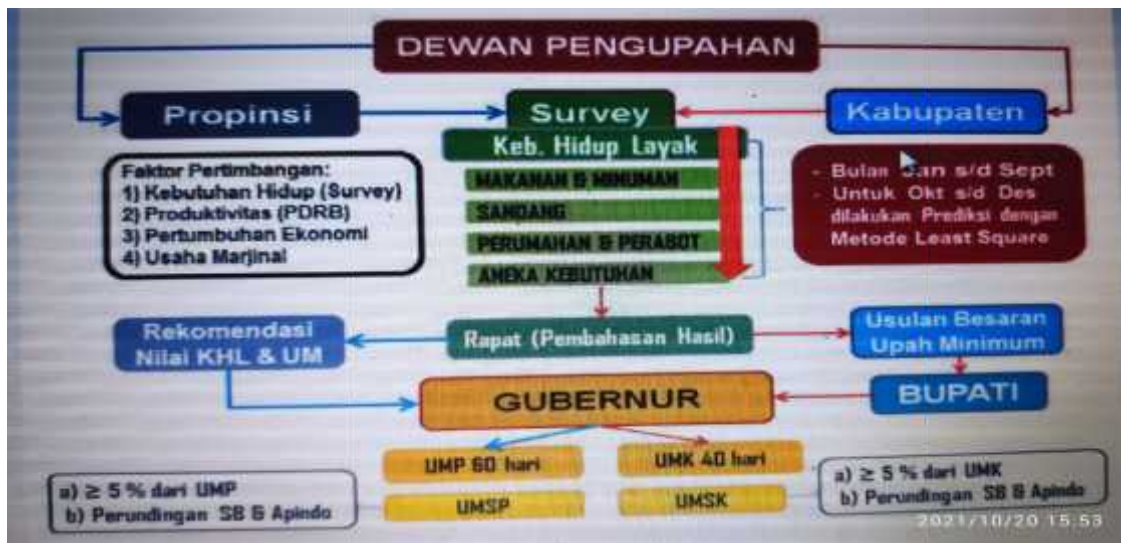 DEWAN PENGUPAHAN
Propinsi
Survey
Kabupaten
Keb. Hidup Layak
Faktor Pertimbangan:
1) Kebutuhan Hidup (Survey)
2) Produktivitas (PDRB)
3) Pertumbuhan Ekonomi
4) Usaha Marjinal
MAKANAN & MINUMAN
SANDANG
PERUMAHAN & PERABOT
ANEKA KEBUTUHAN
- Bulan Jan s/d Sept
- Untuk Okt s/d Des
dilakukan Prediksi dengan
Metode Least Square
Rekomendasi
Nilai KHL & UM
Rapat (Pembahasan Hasil)
Usulan Besaran
Upah Minimum
GUBERNUR
BUPATI
UMP 60 hari
UMK 40 hari
a) ≥ 5 % dari UMP
b) Perundingan SB & Apindo
UMSP
UMSK
a) ≥ 5 % dari UMK
b) Perundingan SB & Apindo
2021/10/20 15:53